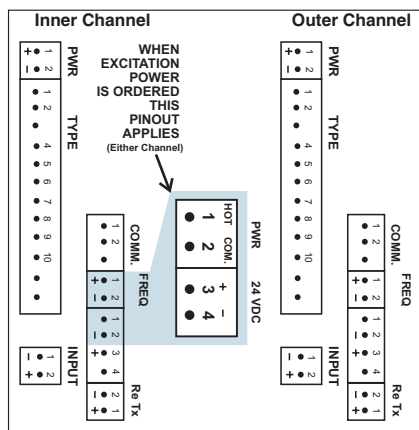 Inner Channel
Outer Channel
WHEN
EXCITATION
POWER
IS ORDERED
THIS
PINOUT
APPLIES
(Either Channel)
+ 1
− 2
PWR
1
2
4
5
6
7
8
9
10
TYPE
1
2
COMM.
+ 1
− 2
FREQ
1
− 2
+ 3
4
− 2
+ 1
Re Tx
− 1
+ 2
INPUT
1 HOT
2 COM.
PWR
3 +
4 −
24 VDC
+ 1
− 2
PWR
1
2
4
5
6
7
8
9
10
TYPE
1
2
COMM.
+ 1
− 2
FREQ
1
− 2
+ 3
4
− 2
+ 1
Re Tx
− 1
+ 2
INPUT